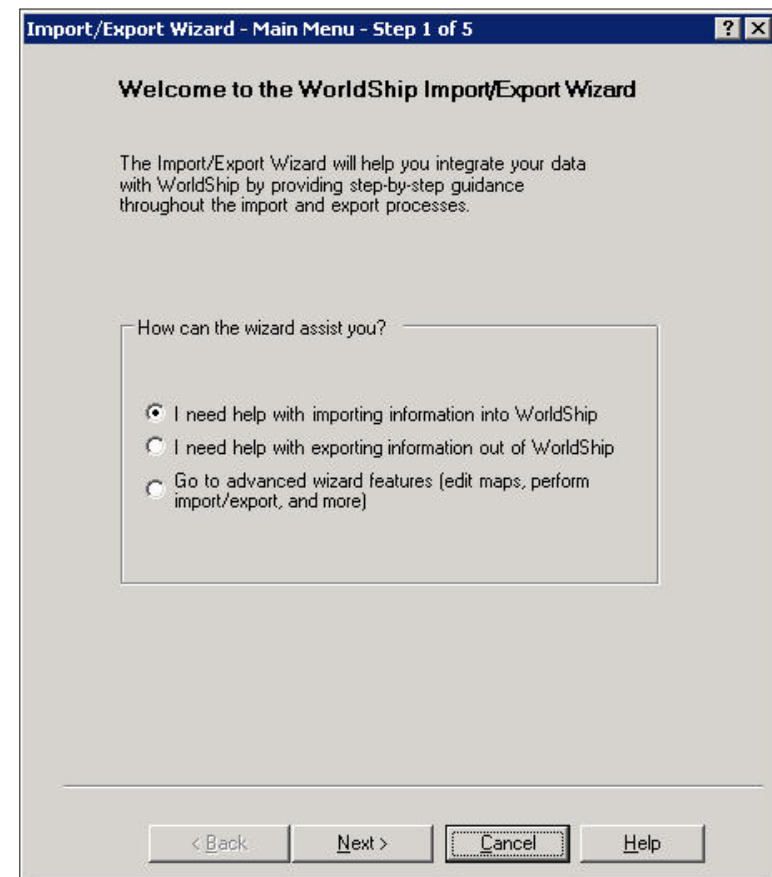 Import/Export Wizard - Main Menu - Step 1 of 5
Welcome to the WorldShip Import/Export Wizard
The Import/Export Wizard will help you integrate your data
with WorldShip by providing step-by-step guidance
throughout the import and export processes.
How can the wizard assist you?
I need help with importing information into WorldShip
I need help with exporting information out of WorldShip
Go to advanced wizard features (edit maps, perform
import/export, and more)
< Back Next > Cancel Help